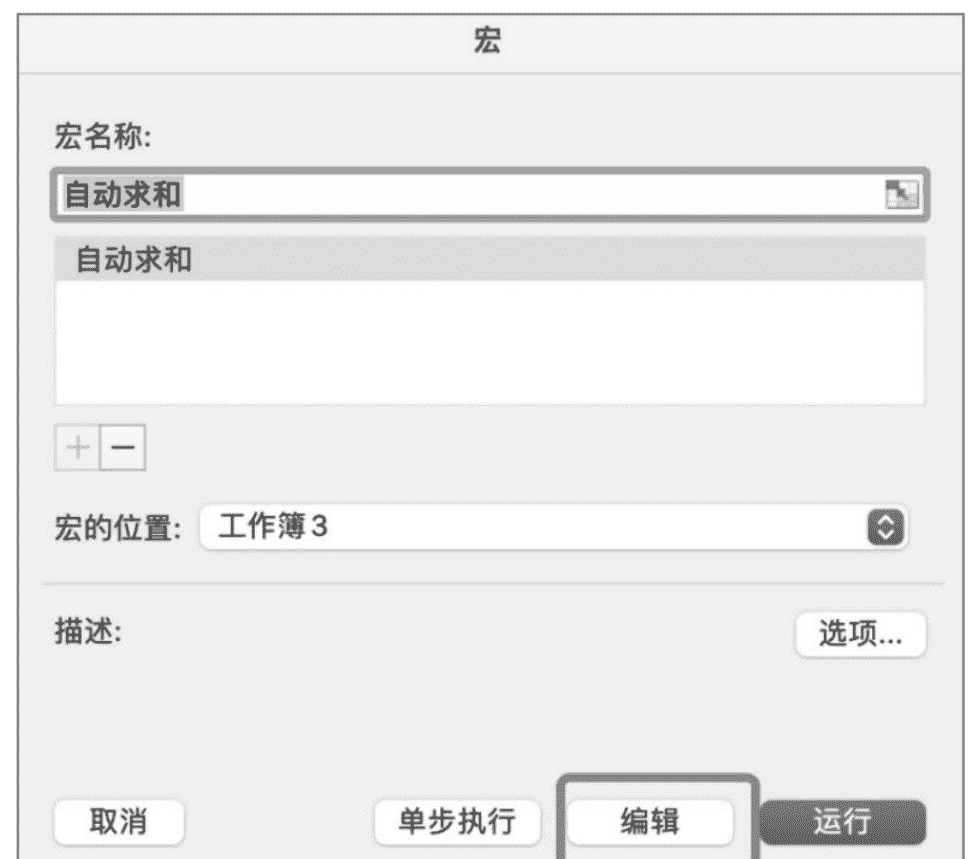 宏
宏名称:
自动求和
自动求和
宏的位置: 工作簿3
描述: 选项...
取消 单步执行 编辑 运行